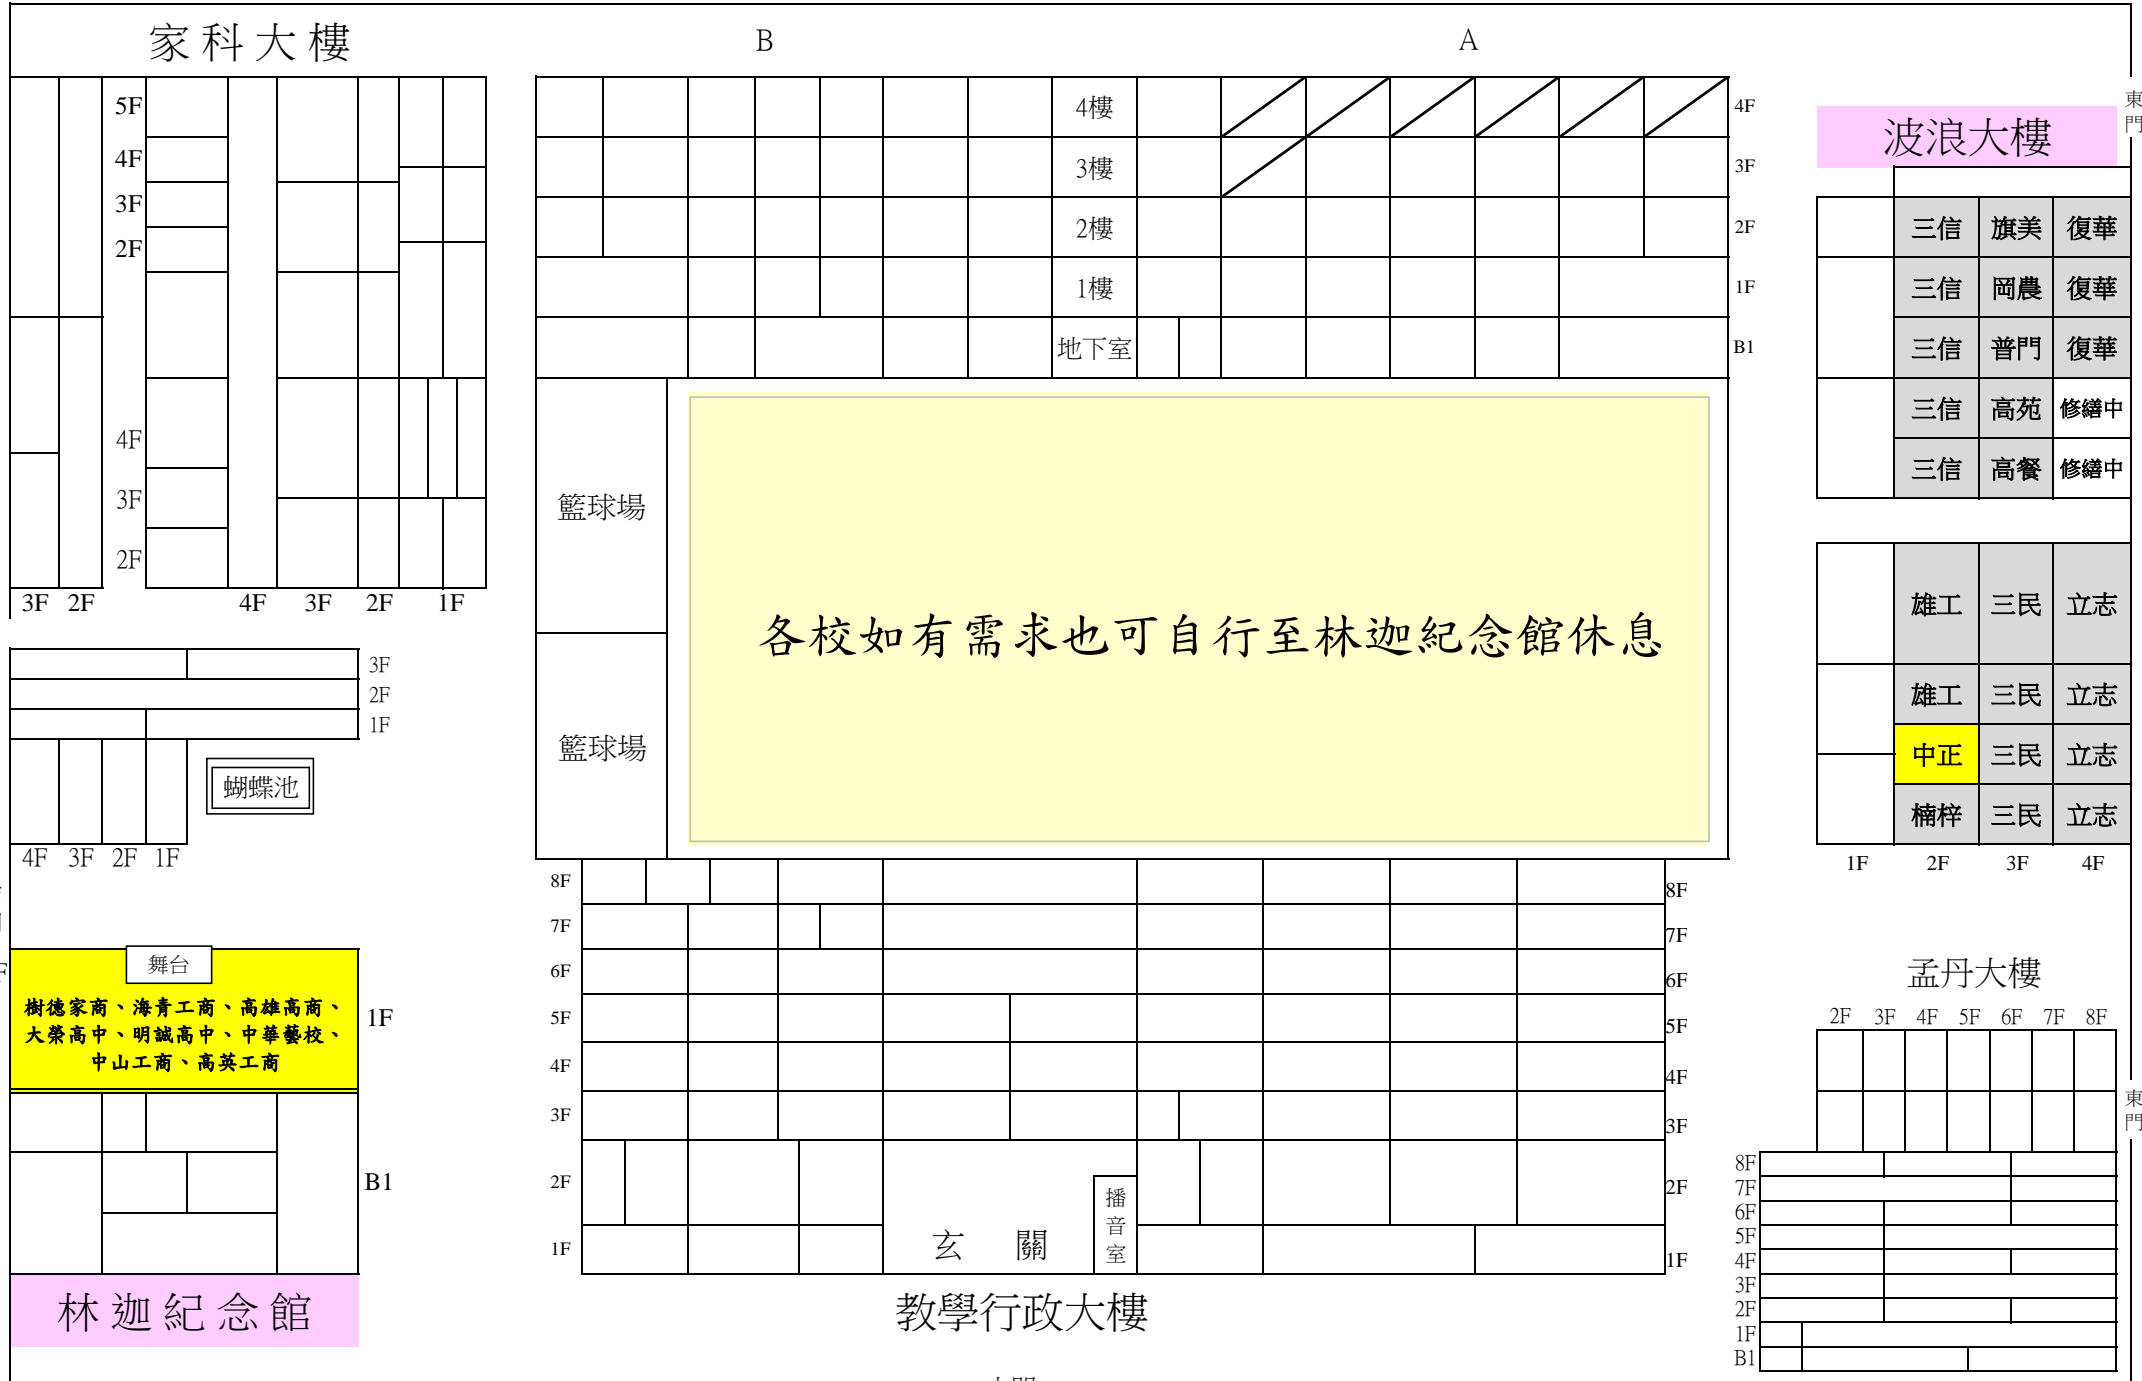 家科大樓
B
A
5F
4F
3F
2F
4F
3F
2F
3F 2F 4F 3F 2F 1F
4樓 4F
3樓 3F
2樓 2F
1樓 1F
地下室 B1
東門
波浪大樓
三信 旗美 復華
三信 岡農 復華
三信 普門 復華
三信 高苑 修繕中
三信 高餐 修繕中
籃球場
籃球場
各校如有需求也可自行至林迦紀念館休息
雄工 三民 立志
雄工 三民 立志
中正 三民 立志
楠梓 三民 立志
1F 2F 3F 4F
3F
2F
1F
蝴蝶池
4F 3F 2F 1F
舞台
樹德家商、海青工商、高雄高商、
大榮高中、明誠高中、中華藝校、
中山工商、高英工商
1F
B1
林迦紀念館
8F 8F
7F 7F
6F 6F
5F 5F
4F 4F
3F 3F
2F 2F
1F 1F
玄關
播音室
教學行政大樓
孟丹大樓
2F 3F 4F 5F 6F 7F 8F
東門
8F
7F
6F
5F
4F
3F
2F
1F
B1